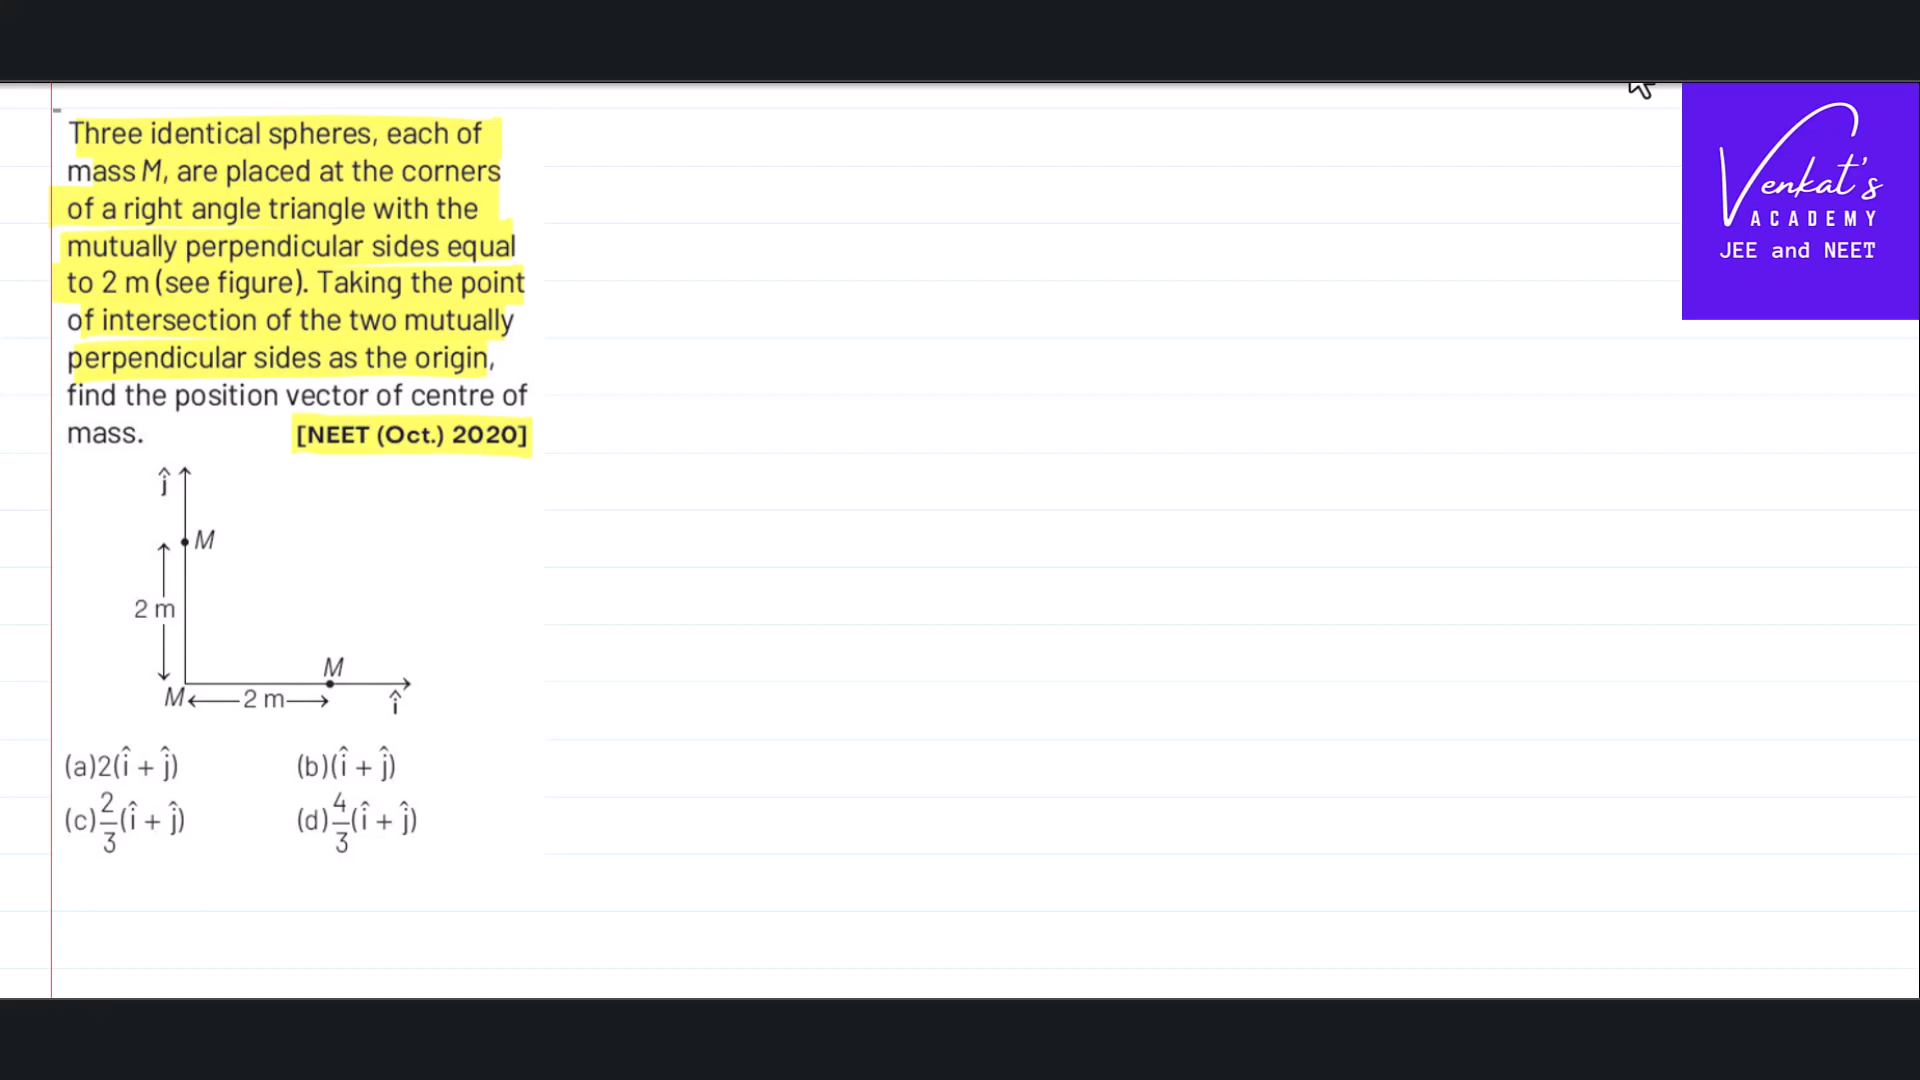 Three identical spheres, each of
mass M, are placed at the corners
of a right angle triangle with the
mutually perpendicular sides equal
to 2 m (see figure). Taking the point
of intersection of the two mutually
perpendicular sides as the origin,
find the position vector of centre of
mass. [NEET (Oct.) 2020]
ĵ
M
2 m
M
M 2 m î
(a) 2(î + ĵ) (b) (î + ĵ)
(c) 2/3 (î + ĵ) (d) 4/3 (î + ĵ)
Venkat's
ACADEMY
JEE and NEET